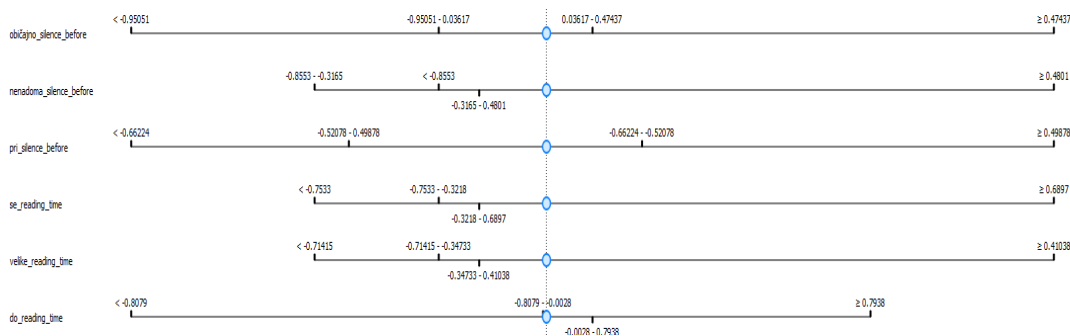 < -0.95051 -0.95051 - 0.03617 0.03617 - 0.47437 ≥ 0.47437
običajno_silence_before
-0.8553 - -0.3165 < -0.8553 ≥ 0.4801
nenadoma_silence_before
-0.3165 - 0.4801
< -0.66224 -0.52078 - 0.49878 -0.66224 - -0.52078 ≥ 0.49878
pri_silence_before
< -0.7533 -0.7533 - -0.3218 ≥ 0.6897
se_reading_time
-0.3218 - 0.6897
< -0.71415 -0.71415 - -0.34733 ≥ 0.41038
velike_reading_time
-0.34733 - 0.41038
< -0.8079 -0.8079 - -0.0028 ≥ 0.7938
do_reading_time
-0.0028 - 0.7938